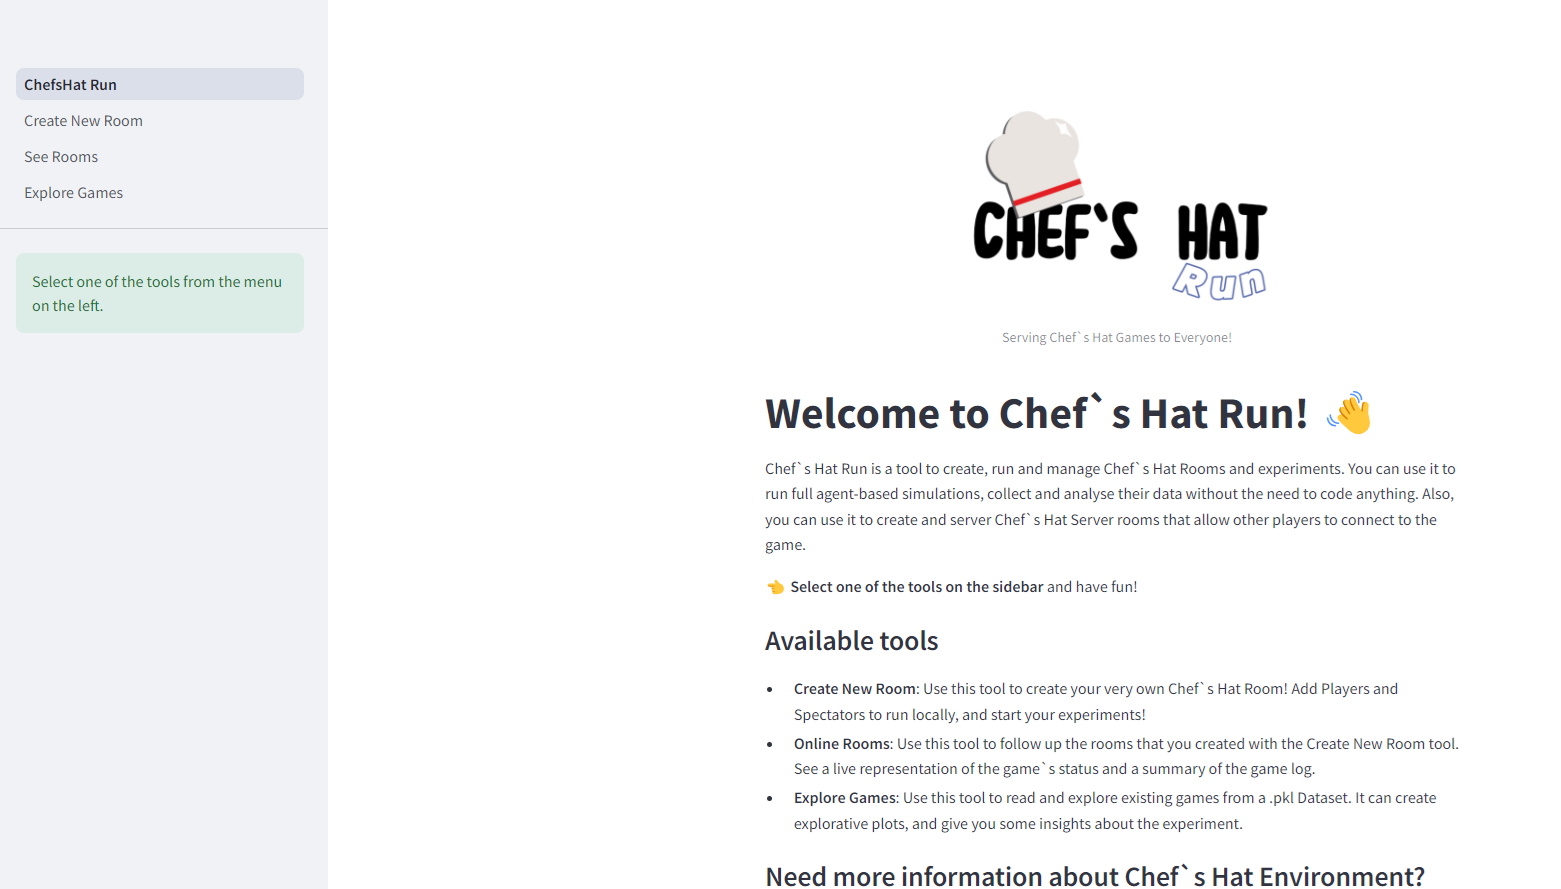 ChefsHat Run
Create New Room
See Rooms
Explore Games
Select one of the tools from the menu
on the left.
CHEF'S HAT
Run
Serving Chef`s Hat Games to Everyone!
Welcome to Chef`s Hat Run! 👋
Chef`s Hat Run is a tool to create, run and manage Chef`s Hat Rooms and experiments. You can use it to
run full agent-based simulations, collect and analyse their data without the need to code anything. Also,
you can use it to create and server Chef`s Hat Server rooms that allow other players to connect to the
game.
👈 Select one of the tools on the sidebar and have fun!
Available tools
• Create New Room: Use this tool to create your very own Chef`s Hat Room! Add Players and
Spectators to run locally, and start your experiments!
• Online Rooms: Use this tool to follow up the rooms that you created with the Create New Room tool.
See a live representation of the game`s status and a summary of the game log.
• Explore Games: Use this tool to read and explore existing games from a .pkl Dataset. It can create
explorative plots, and give you some insights about the experiment.
Need more information about Chef`s Hat Environment?